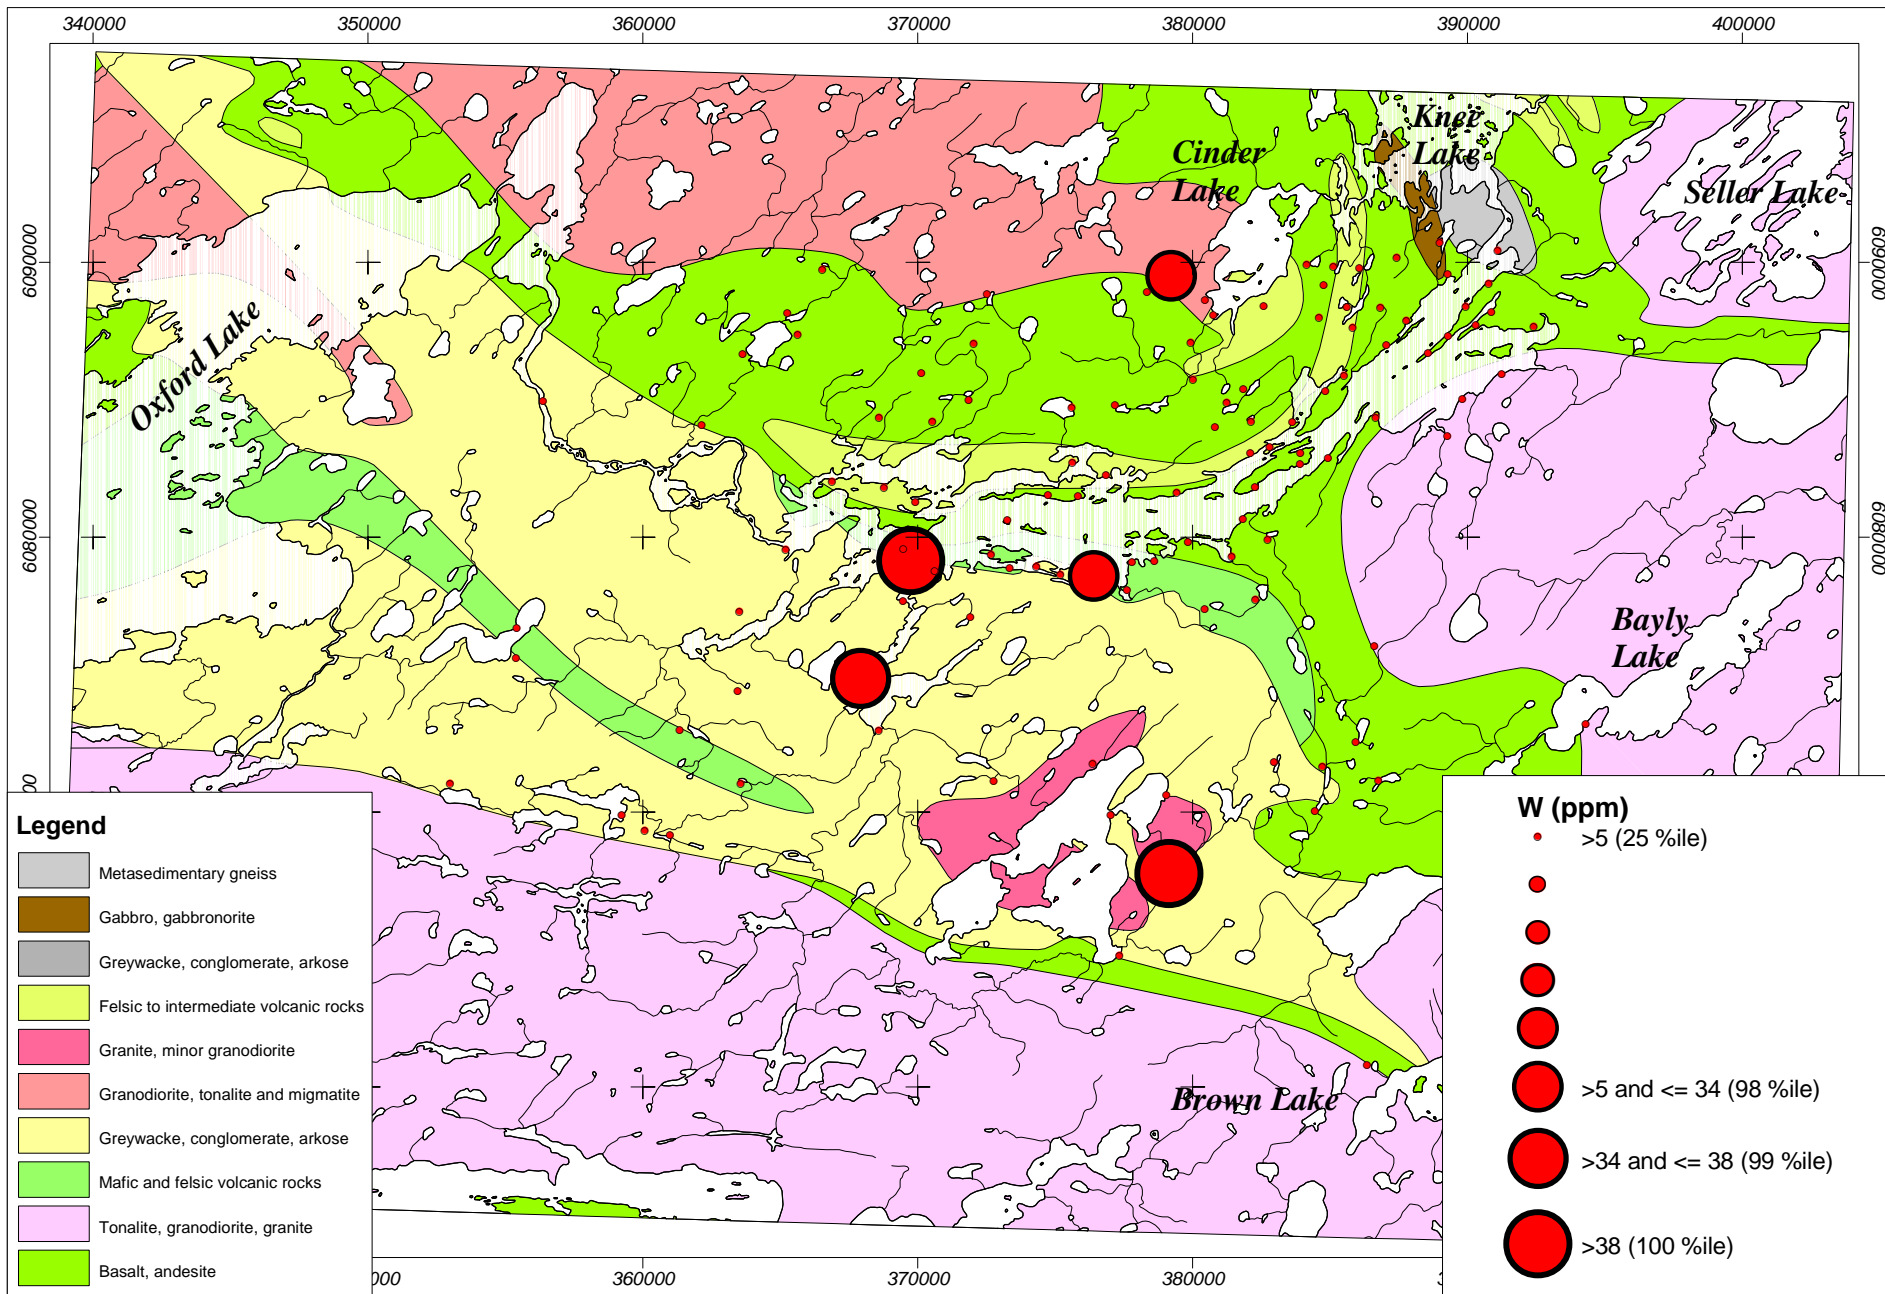 340000 350000 360000 370000 380000 390000 400000
Knee
Lake
Cinder
Lake
Seller Lake
6090000
6090000
Oxford Lake
6080000
6080000
Bayly
Lake
Brown Lake
Legend
Metasedimentary gneiss
Gabbro, gabbronorite
Greywacke, conglomerate, arkose
Felsic to intermediate volcanic rocks
Granite, minor granodiorite
Granodiorite, tonalite and migmatite
Greywacke, conglomerate, arkose
Mafic and felsic volcanic rocks
Tonalite, granodiorite, granite
Basalt, andesite
W (ppm)
>5 (25 %ile)
>5 and <= 34 (98 %ile)
>34 and <= 38 (99 %ile)
>38 (100 %ile)
360000 370000 380000